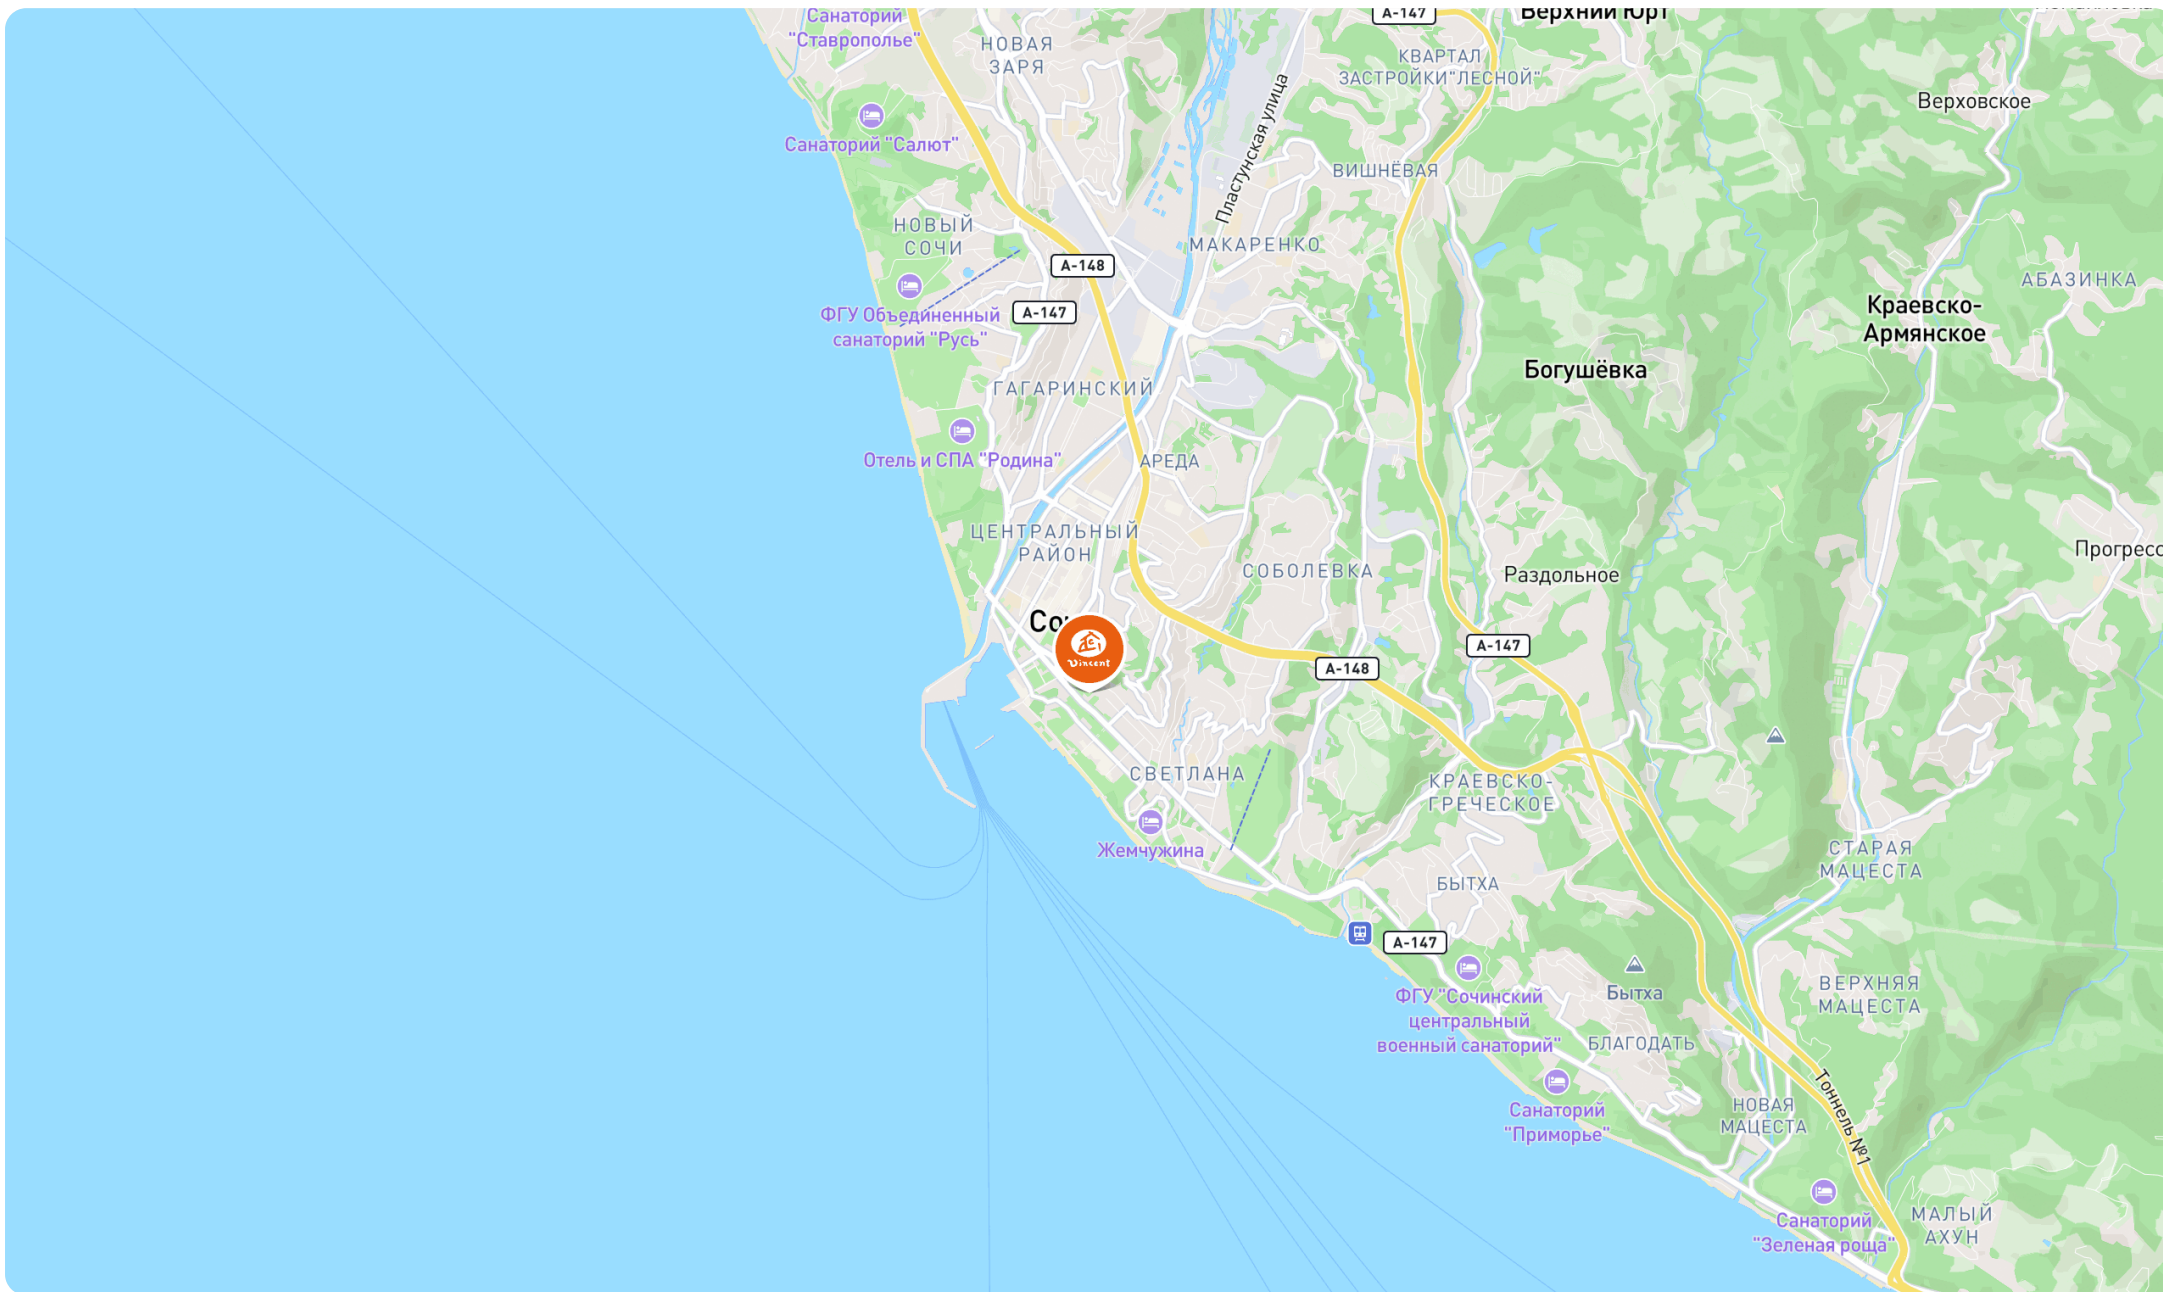 Санаторий
"Ставрополье"
НОВАЯ
ЗАРЯ
А-147
Верхний Юрт
КВАРТАЛ
ЗАСТРОЙКИ"ЛЕСНОЙ"
Верховское
Санаторий "Салют"
Пластунская улица
ВИШНЁВАЯ
НОВЫЙ
СОЧИ
МАКАРЕНКО
А-148
АБАЗИНКА
А-147
ФГУ Объединенный
санаторий "Русь"
Краевско-
Армянское
Богушёвка
ГАГАРИНСКИЙ
Отель и СПА "Родина"
АРЕДА
ЦЕНТРАЛЬНЫЙ
РАЙОН
Прогресс
СОБОЛЕВКА
Раздольное
Vincent
А-147
А-148
СВЕТЛАНА
КРАЕВСКО-
ГРЕЧЕСКОЕ
Жемчужина
СТАРАЯ
МАЦЕСТА
БЫТХА
А-147
ФГУ "Сочинский
центральный
военный санаторий"
Бытха
ВЕРХНЯЯ
МАЦЕСТА
БЛАГОДАТЬ
Санаторий
"Приморье"
НОВАЯ
МАЦЕСТА
Тоннель №1
Санаторий
"Зеленая роща"
МАЛЫЙ
АХУН